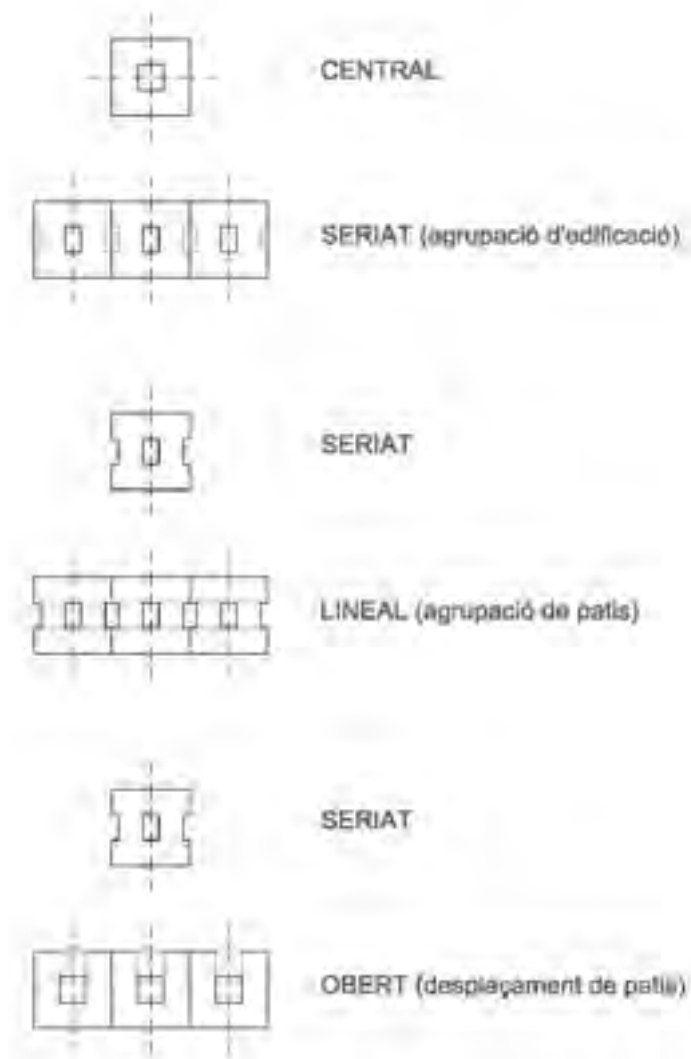 CENTRAL
SERIAT (agrupació d'edificació)
SERIAT
LINEAL (agrupació de patis)
SERIAT
OBERT (desplaçament de patis)